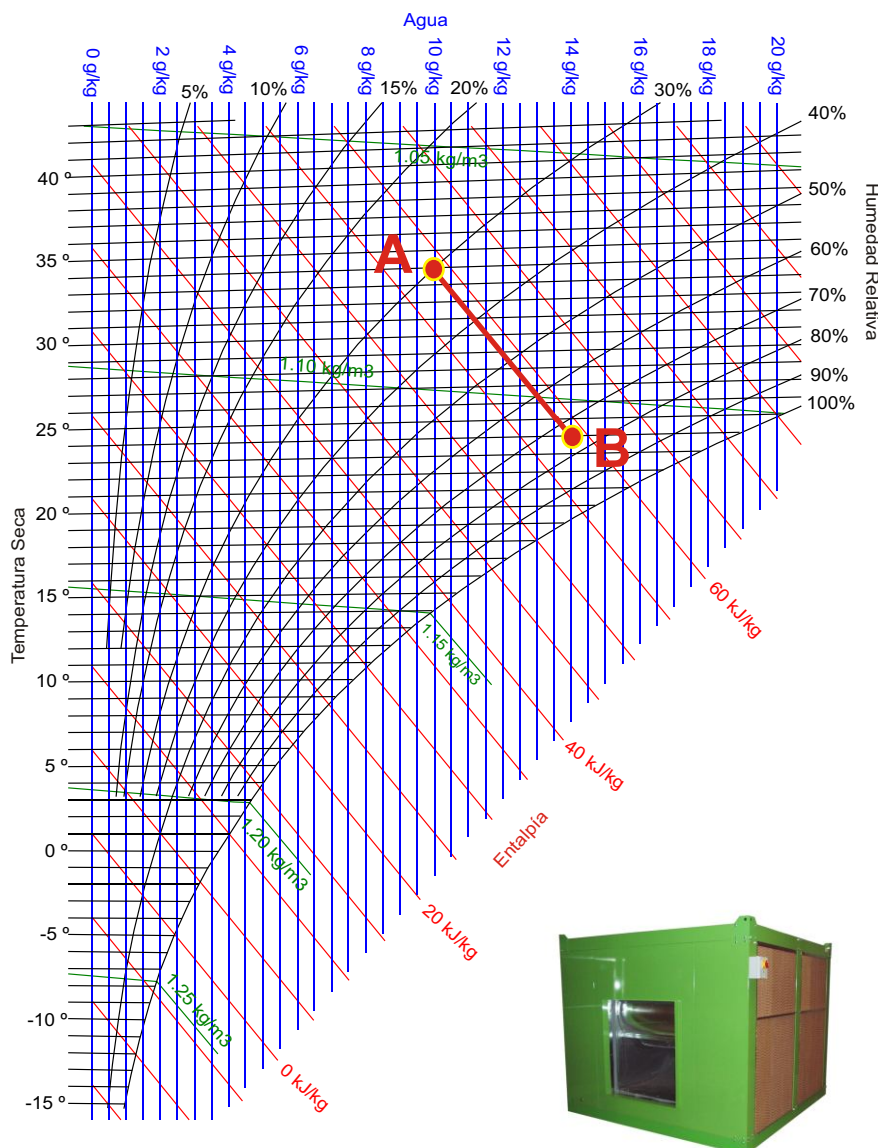 Agua
0 g/kg
2 g/kg
4 g/kg
6 g/kg
8 g/kg
10 g/kg
12 g/kg
14 g/kg
16 g/kg
18 g/kg
20 g/kg
5%
10%
15%
20%
30%
40%
50%
60%
70%
80%
90%
100%
Humedad Relativa
1.05 kg/m3
A
1.10 kg/m3
B
40 º
35 º
30 º
25 º
20 º
15 º
10 º
5 º
0 º
-5 º
-10 º
-15 º
Temperatura Seca
1.15 kg/m3
1.20 kg/m3
1.25 kg/m3
60 kJ/kg
40 kJ/kg
20 kJ/kg
0 kJ/kg
Entalpía